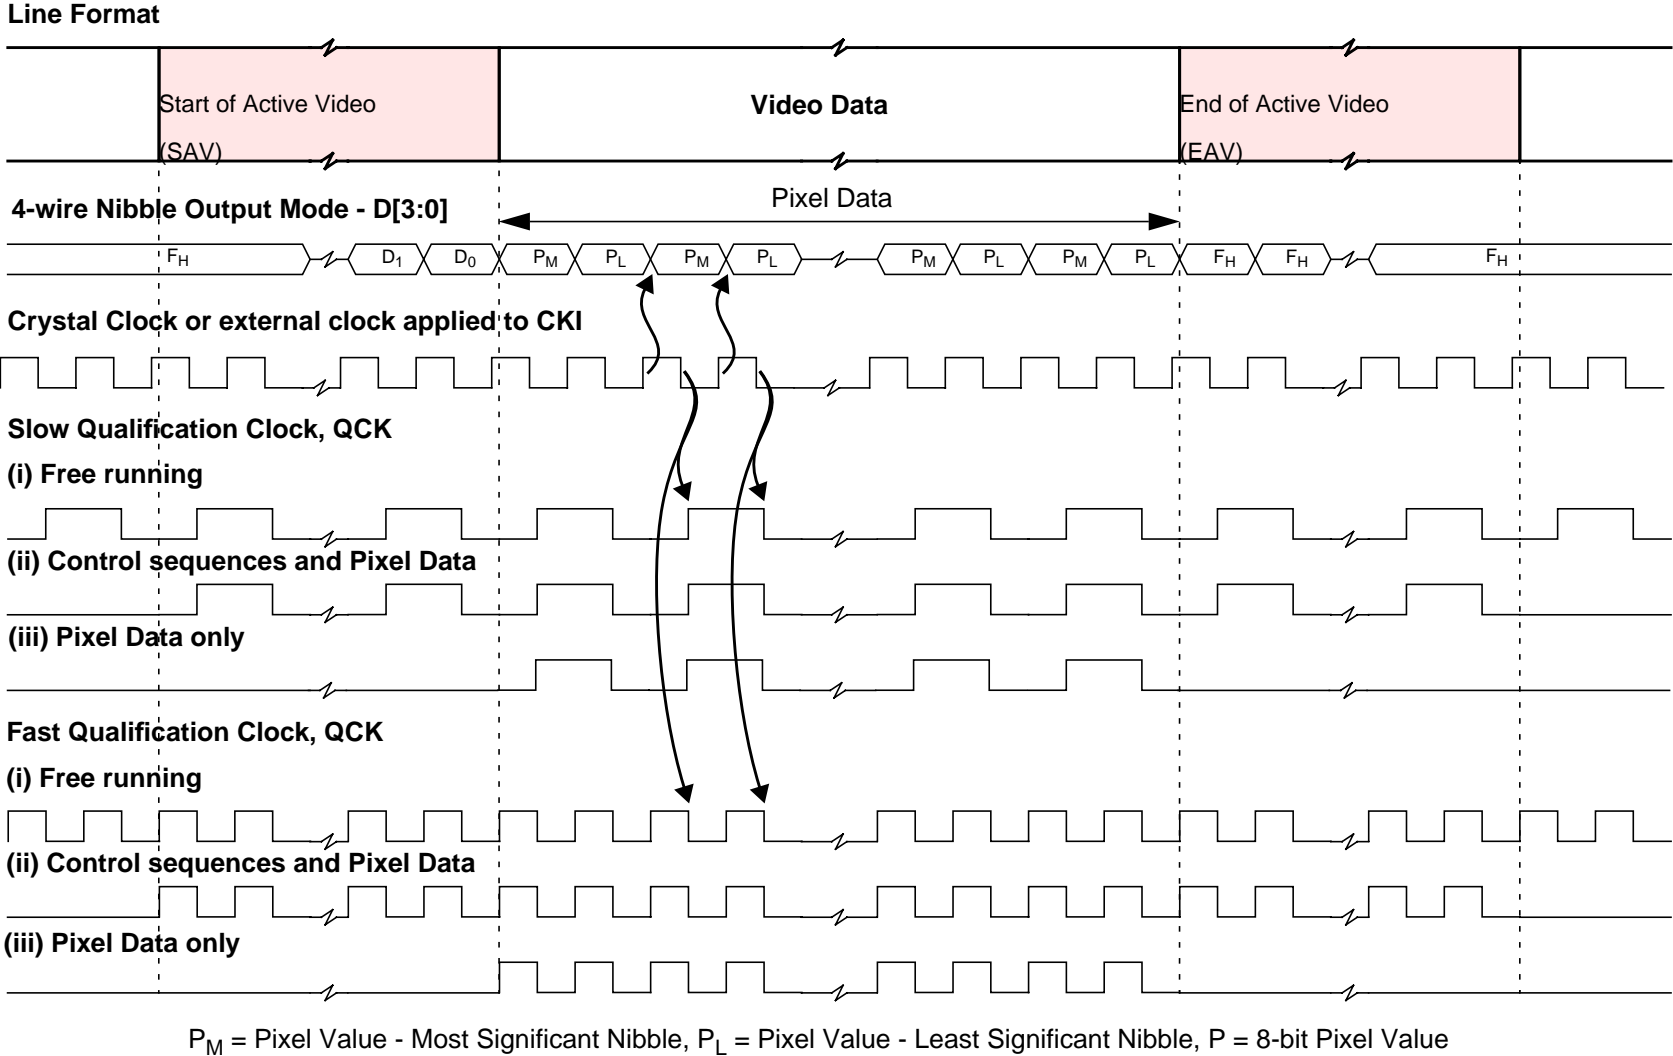 Line Format
Start of Active Video
(SAV)
Video Data
End of Active Video
(EAV)
4-wire Nibble Output Mode - D[3:0]
Pixel Data
FH D1 D0 PM PL PM PL PM PL PM PL FH FH FH
Crystal Clock or external clock applied to CKI
Slow Qualification Clock, QCK
(i) Free running
(ii) Control sequences and Pixel Data
(iii) Pixel Data only
Fast Qualification Clock, QCK
(i) Free running
(ii) Control sequences and Pixel Data
(iii) Pixel Data only
PM = Pixel Value - Most Significant Nibble, PL = Pixel Value - Least Significant Nibble, P = 8-bit Pixel Value